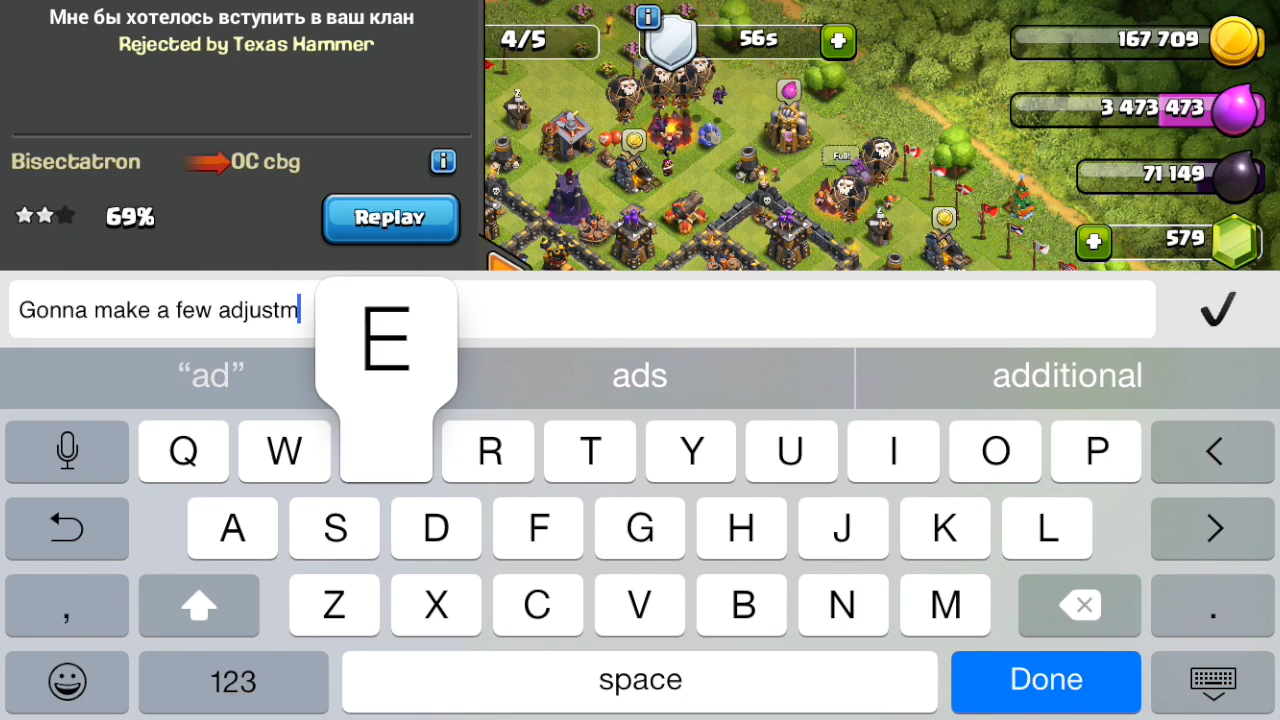 Мне бы хотелось вступить в ваш клан
Rejected by Texas Hammer
4/5
56s
167 709
3 473 473
Full!
Bisectatron
OC cbg
71 149
69%
Replay
579
Gonna make a few adjustm
E
“ad”
ads
additional
Q W R T Y U I O P <
A S D F G H J K L >
, Z X C V B N M .
123
space
Done